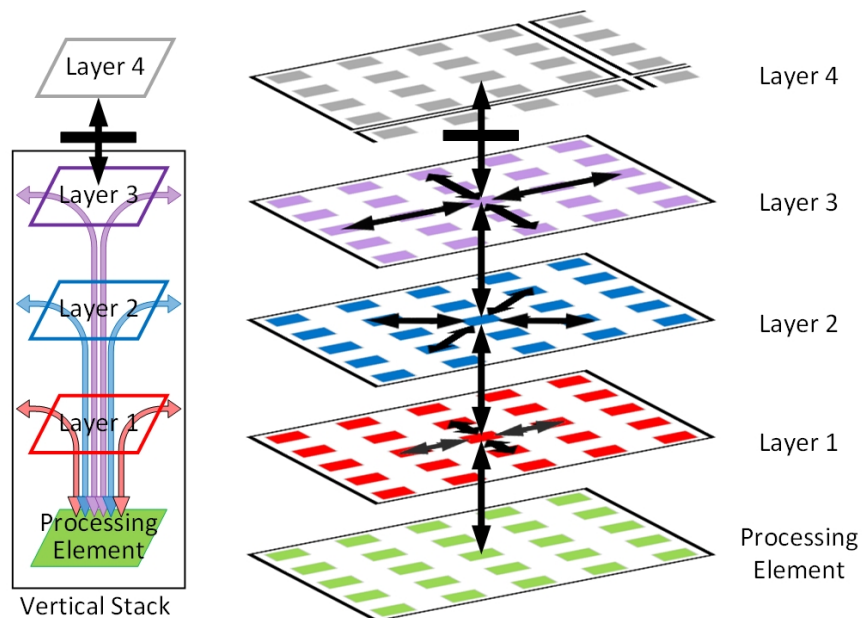 Layer 4
Layer 3
Layer 2
Layer 1
Processing
Element
Vertical Stack
Layer 4
Layer 3
Layer 2
Layer 1
Processing
Element